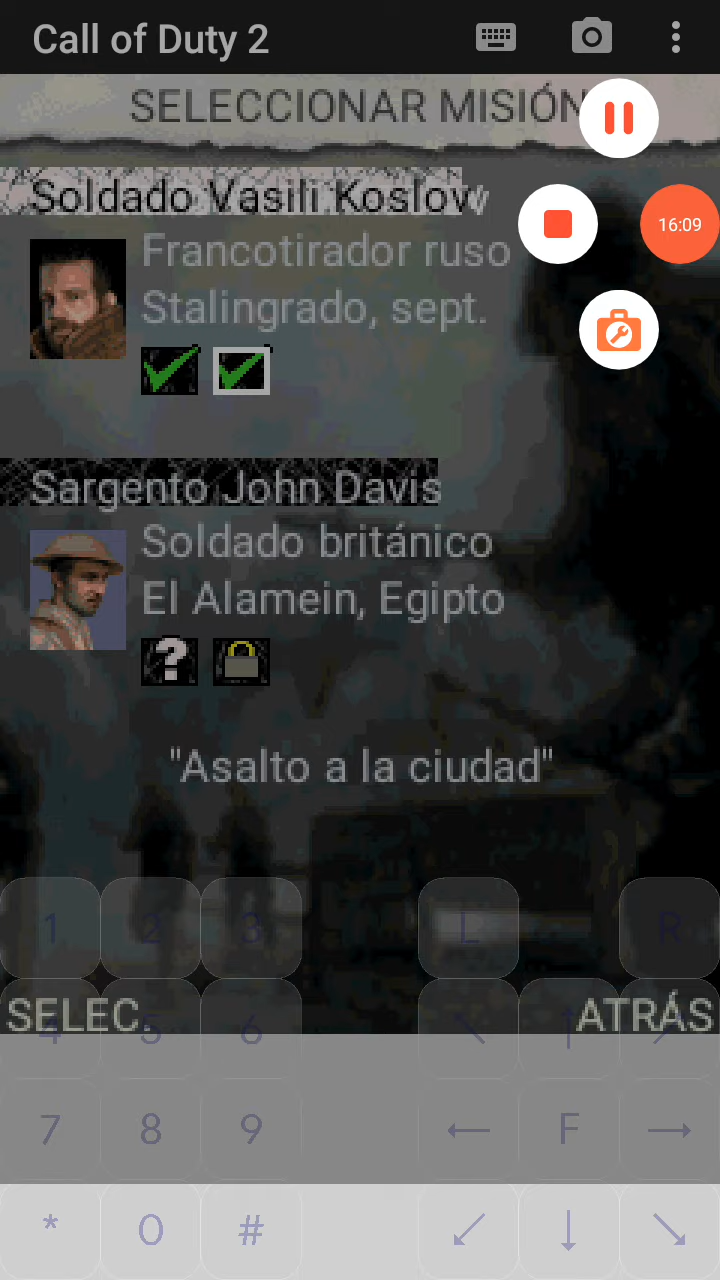 Call of Duty 2
SELECCIONAR MISIÓN
16:09
Soldado Vasili Koslov
Francotirador ruso
Stalingrado, sept.
Sargento John Davis
Soldado británico
El Alamein, Egipto
?
"Asalto a la ciudad"
1 2 3 L R
SELEC. ATRÁS
4 5 6 ↖ ↑ ↗
7 8 9 ← F →
* 0 # ↙ ↓ ↘